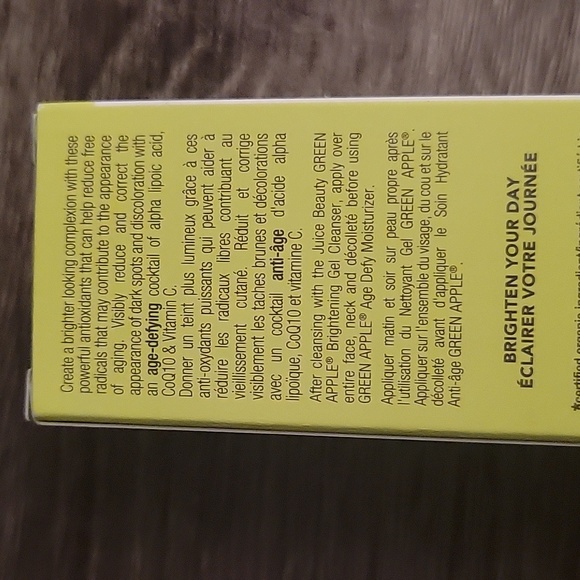 Create a brighter looking complexion with these
powerful antioxidants that can help reduce free
radicals that may contribute to the appearance
of aging. Visibly reduce and correct the
appearance of dark spots and discoloration with
an age-defying cocktail of alpha lipoic acid,
CoQ10 & Vitamin C.
Donner un teint plus lumineux grâce à ces
anti-oxydants puissants qui peuvent aider à
réduire les radicaux libres contribuant au
vieillissement cutané. Réduit et corrige
visiblement les taches brunes et décolorations
avec un cocktail anti-âge d'acide alpha
lipoïque, CoQ10 et vitamine C.
After cleansing with the Juice Beauty GREEN
APPLE® Brightening Gel Cleanser, apply over
entire face, neck and décolleté before using
GREEN APPLE® Age Defy Moisturizer.
Appliquer matin et soir sur peau propre après
l'utilisation du Nettoyant Gel GREEN APPLE®.
Appliquer sur l'ensemble du visage, du cou et sur le
décolleté avant d'appliquer le Soin Hydratant
Anti-âge GREEN APPLE®.
BRIGHTEN YOUR DAY
ÉCLAIRER VOTRE JOURNÉE